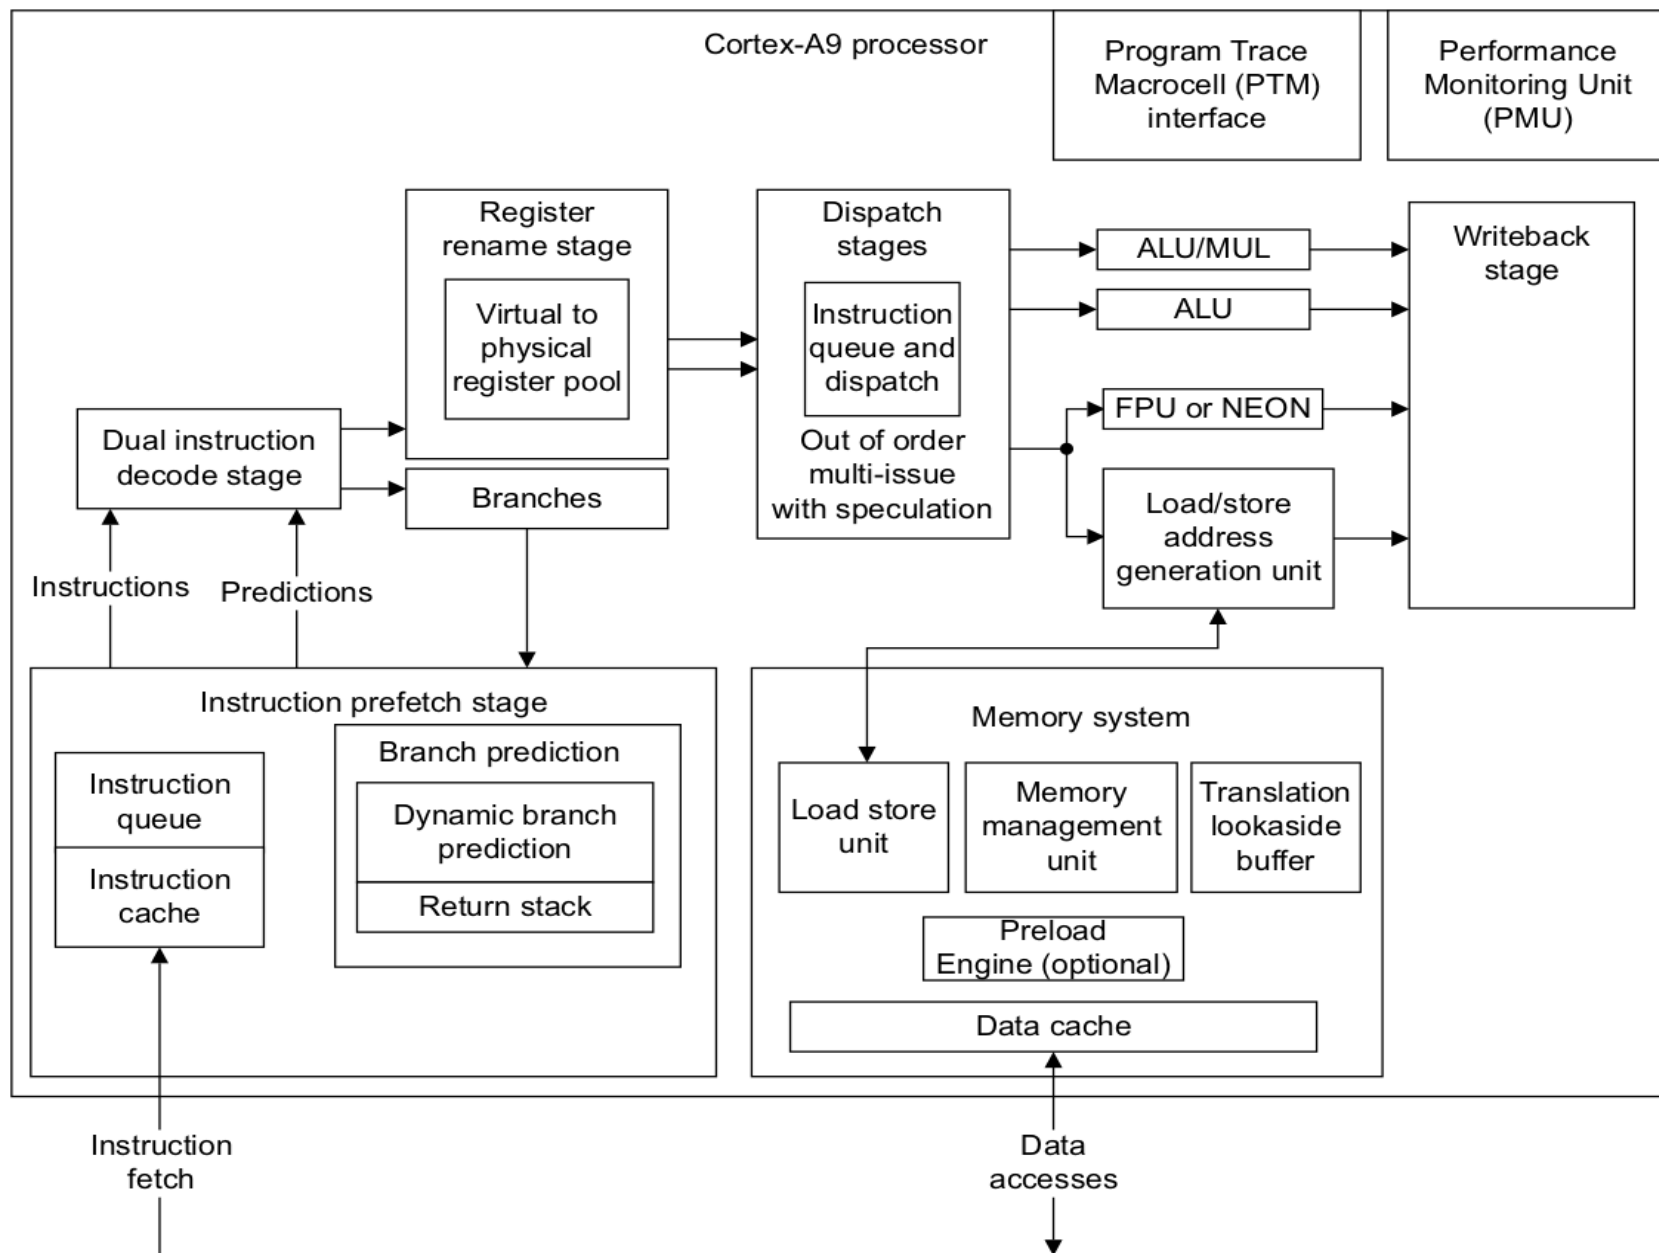 Cortex-A9 processor
Program Trace
Macrocell (PTM)
interface
Performance
Monitoring Unit
(PMU)
Register
rename stage
Virtual to
physical
register pool
Dispatch
stages
Instruction
queue and
dispatch
Out of order
multi-issue
with speculation
ALU/MUL
ALU
FPU or NEON
Load/store
address
generation unit
Writeback
stage
Dual instruction
decode stage
Branches
Instructions
Predictions
Instruction prefetch stage
Instruction
queue
Instruction
cache
Branch prediction
Dynamic branch
prediction
Return stack
Memory system
Load store
unit
Memory
management
unit
Translation
lookaside
buffer
Preload
Engine (optional)
Data cache
Instruction
fetch
Data
accesses